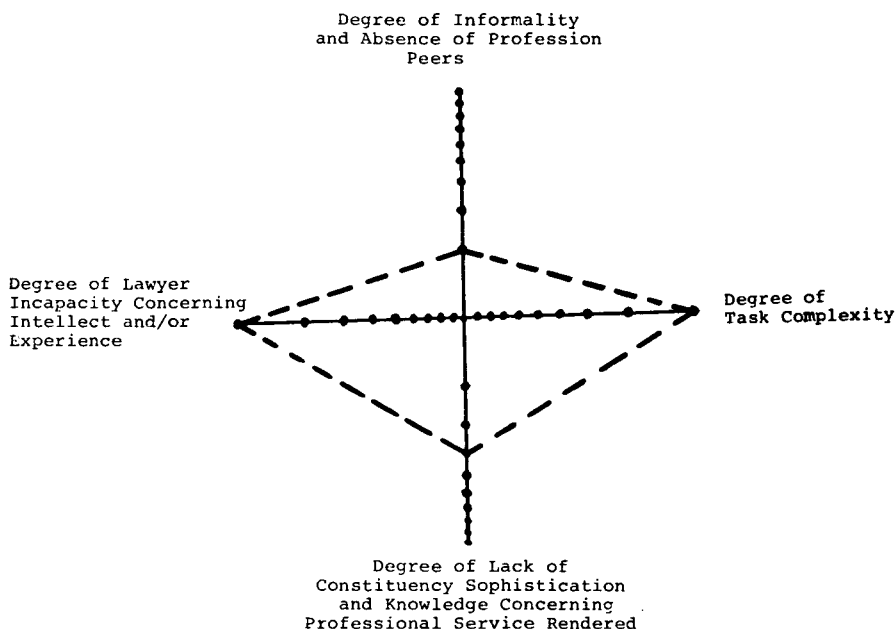 Degree of Informality
and Absence of Profession
Peers
Degree of Lawyer
Incapacity Concerning
Intellect and/or
Experience
Degree of
Task Complexity
Degree of Lack of
Constituency Sophistication
and Knowledge Concerning
Professional Service Rendered